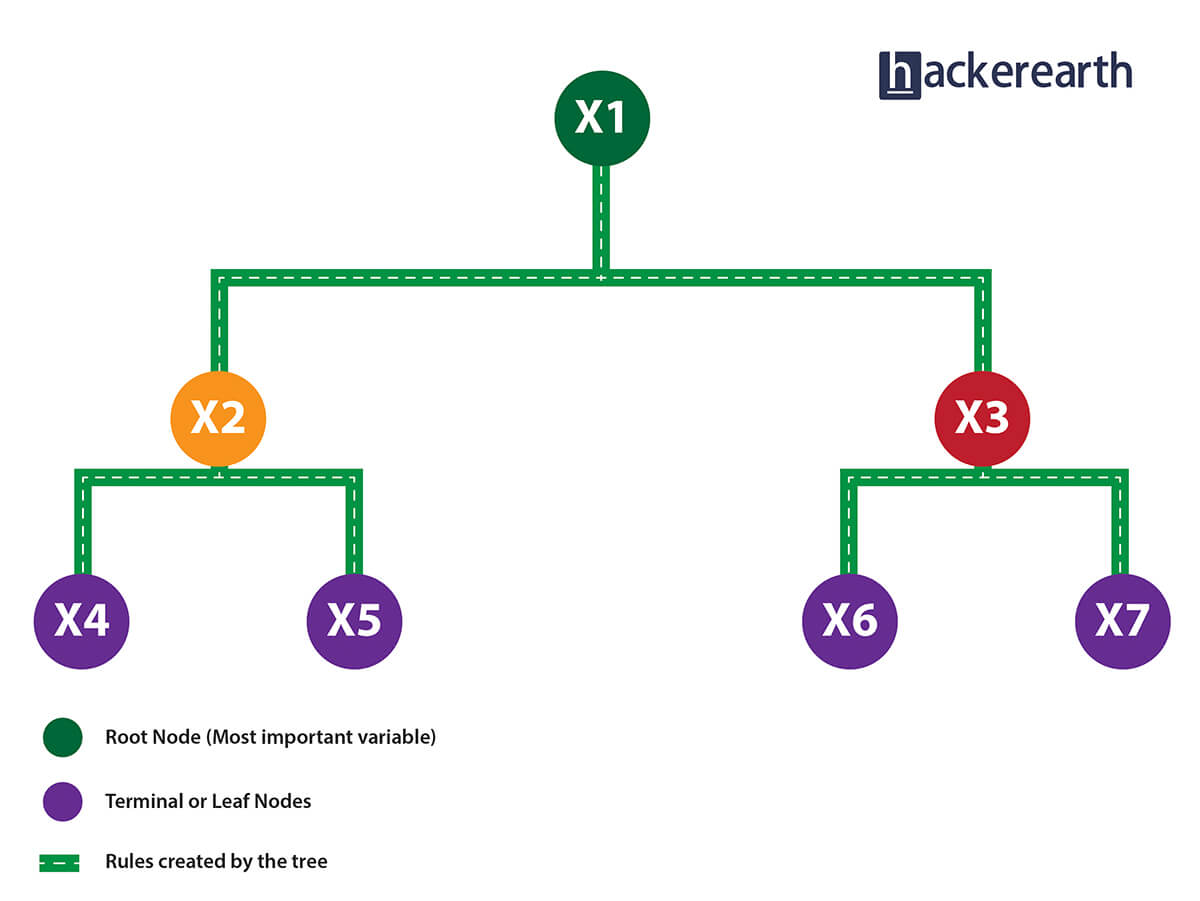 hackerearth
X1
X2
X3
X4
X5
X6
X7
Root Node (Most important variable)
Terminal or Leaf Nodes
Rules created by the tree